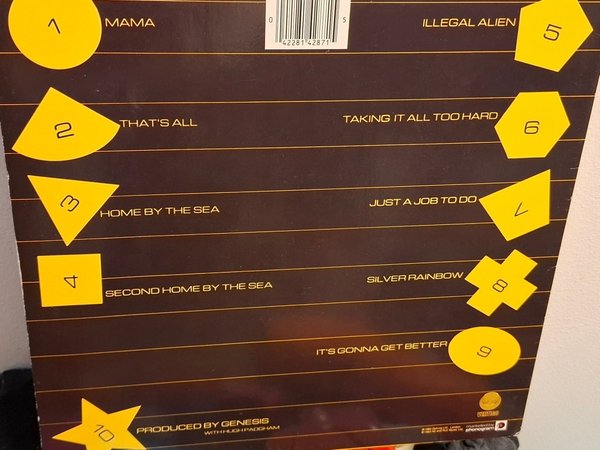 1 MAMA
2 THAT'S ALL
3 HOME BY THE SEA
4 SECOND HOME BY THE SEA
0 42281 42871 5
ILLEGAL ALIEN 5
TAKING IT ALL TOO HARD 6
JUST A JOB TO DO 7
SILVER RAINBOW 8
IT'S GONNA GET BETTER 9
10 PRODUCED BY GENESIS
WITH HUGH PADGHAM
phonogram